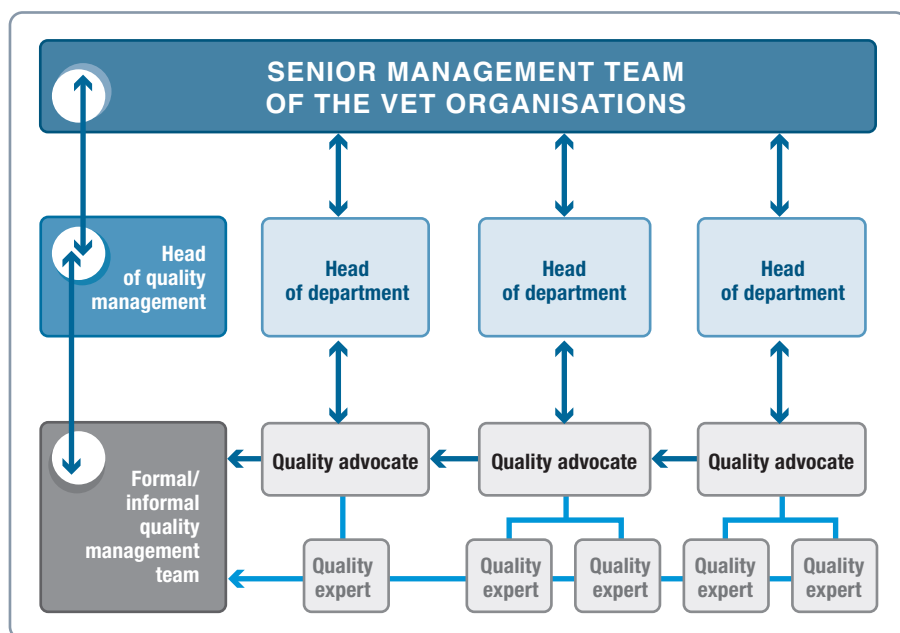 SENIOR MANAGEMENT TEAM
OF THE VET ORGANISATIONS
Head
of quality
management
Head
of department
Head
of department
Head
of department
Formal/
informal
quality
management
team
Quality advocate
Quality advocate
Quality advocate
Quality
expert
Quality
expert
Quality
expert
Quality
expert
Quality
expert